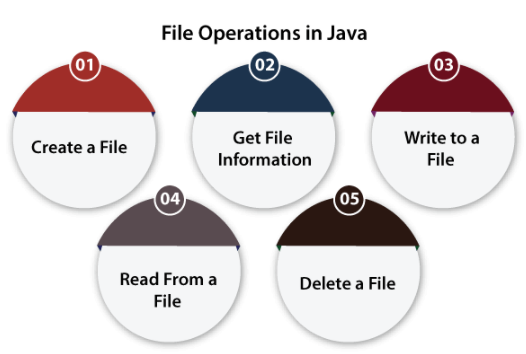 File Operations in Java
01
Create a File
02
Get File
Information
03
Write to a
File
04
Read From a
File
05
Delete a File